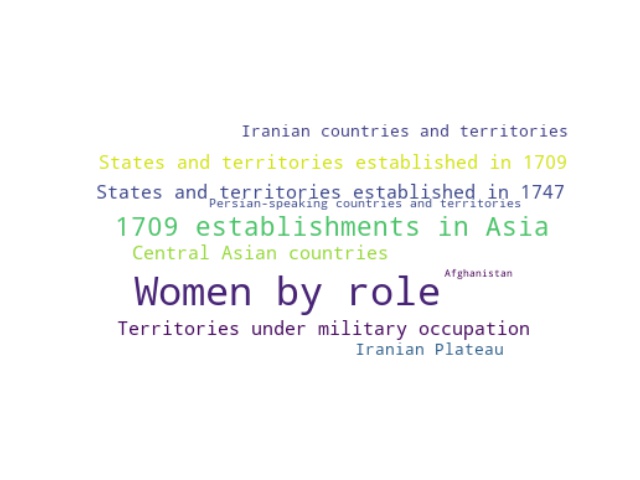 Iranian countries and territories
States and territories established in 1709
States and territories established in 1747
Persian-speaking countries and territories
1709 establishments in Asia
Central Asian countries
Afghanistan
Women by role
Territories under military occupation
Iranian Plateau